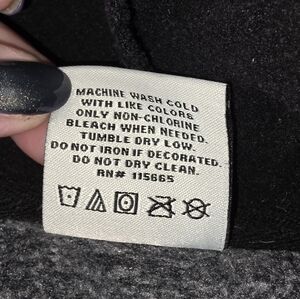 MACHINE WASH COLD
WITH LIKE COLORS
ONLY NON-CHLORINE
BLEACH WHEN NEEDED.
TUMBLE DRY LOW.
DO NOT IRON IF DECORATED.
DO NOT DRY CLEAN.
RN# 115665